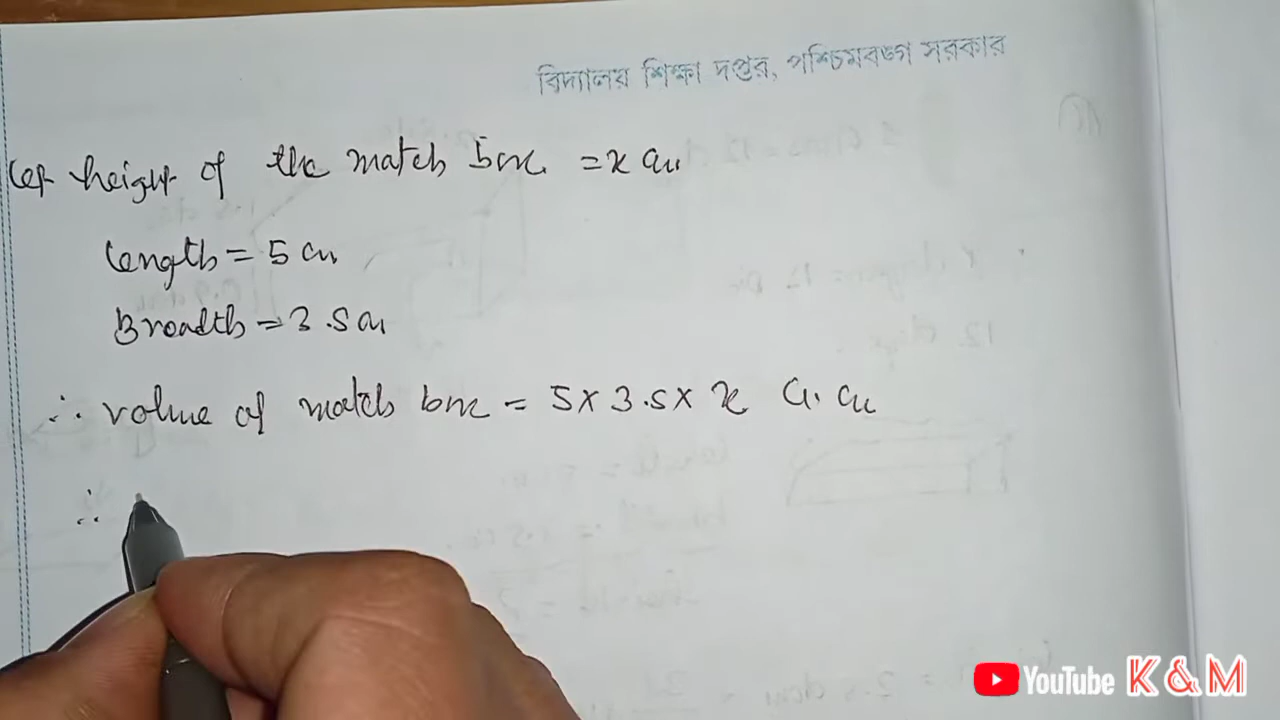 বিদ্যালয় শিক্ষা দপ্তর, পশ্চিমবঙ্গ সরকার
Let height of the match box = x cm
Length = 5 cm
Breadth = 3.5 cm
∴ volume of match box = 5 x 3.5 x x cu. cm
∴
YouTube K & M